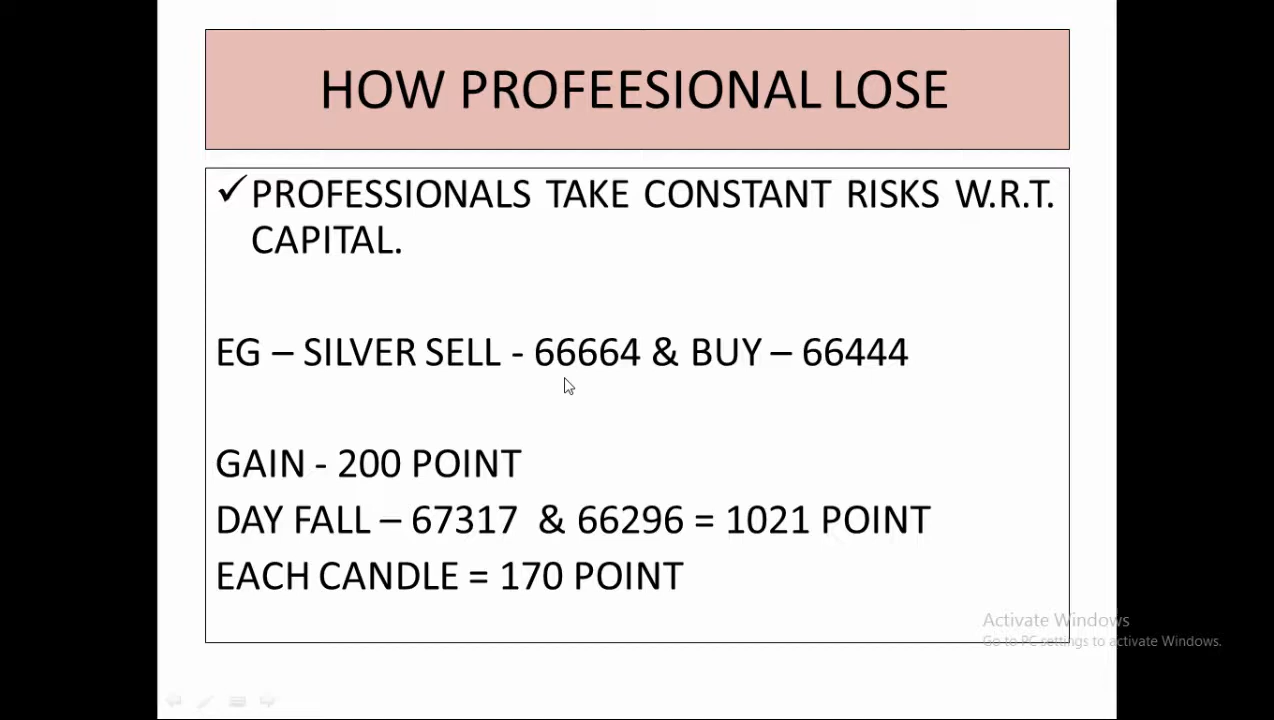 HOW PROFEESIONAL LOSE
✓PROFESSIONALS TAKE CONSTANT RISKS W.R.T.
CAPITAL.
EG – SILVER SELL - 66664 & BUY – 66444
GAIN - 200 POINT
DAY FALL – 67317 & 66296 = 1021 POINT
EACH CANDLE = 170 POINT
Activate Windows
Go to PC settings to activate Windows.